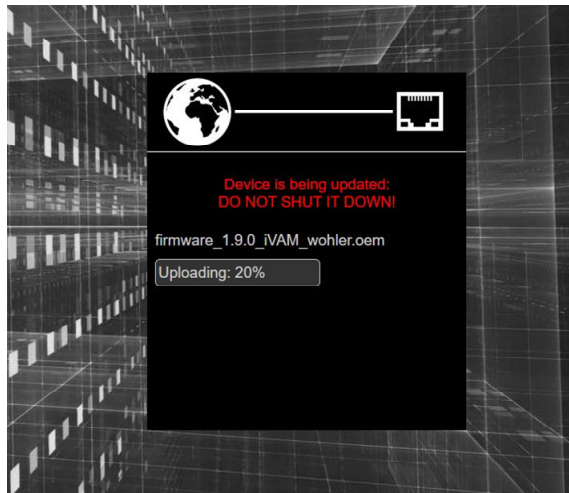 Device is being updated:
DO NOT SHUT IT DOWN!
firmware_1.9.0_iVAM_wohler.oem
Uploading: 20%